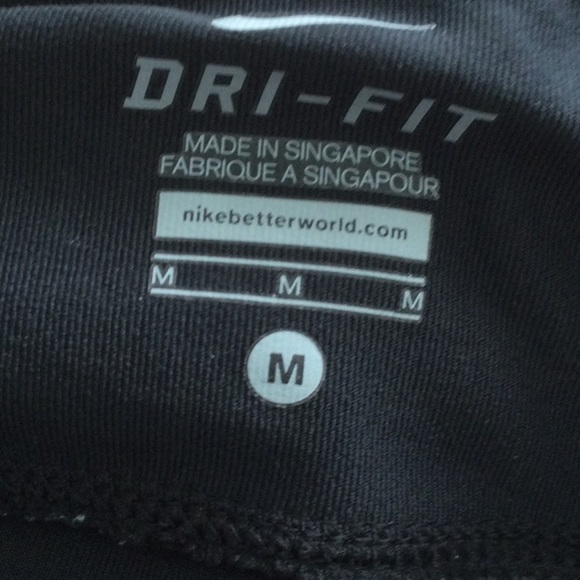 DRI-FIT
MADE IN SINGAPORE
FABRIQUE A SINGAPOUR
nikebetterworld.com
M M M
M